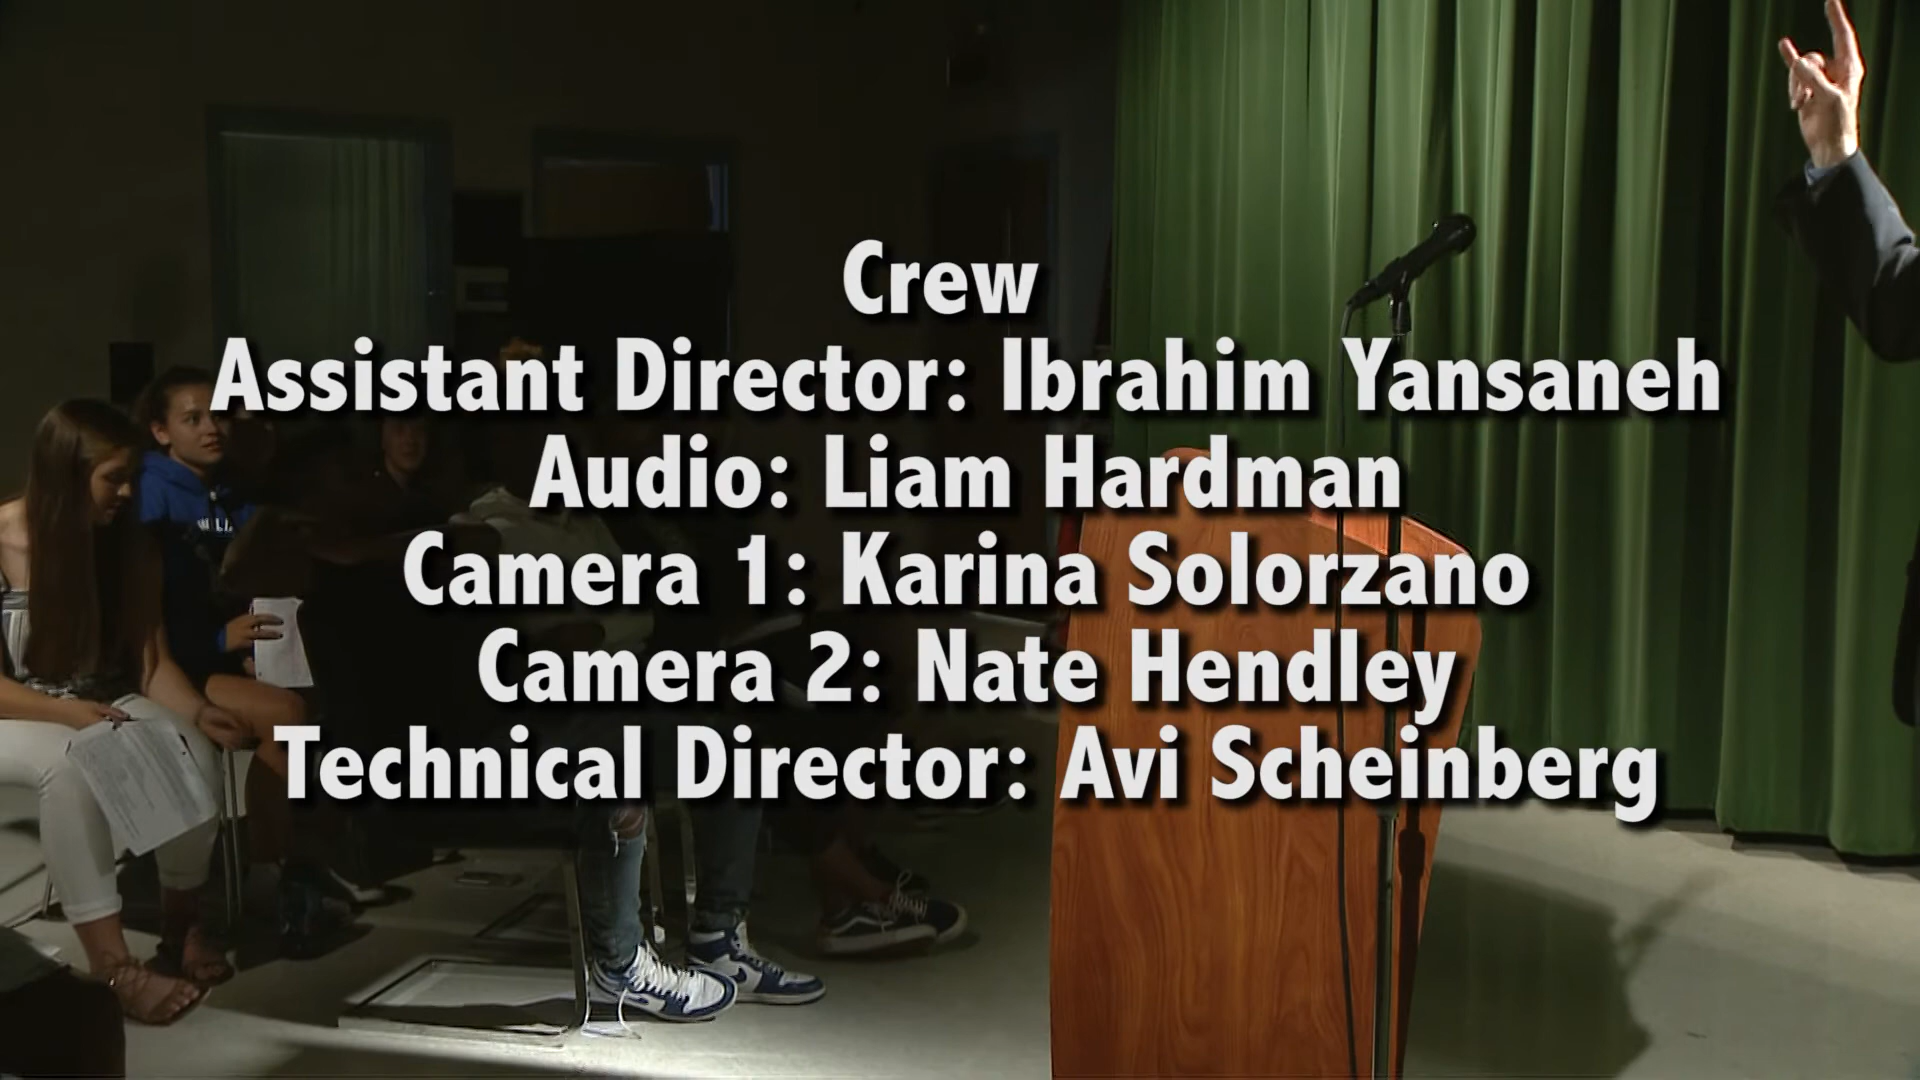 Crew
Assistant Director: Ibrahim Yansaneh
Audio: Liam Hardman
Camera 1: Karina Solorzano
Camera 2: Nate Hendley
Technical Director: Avi Scheinberg